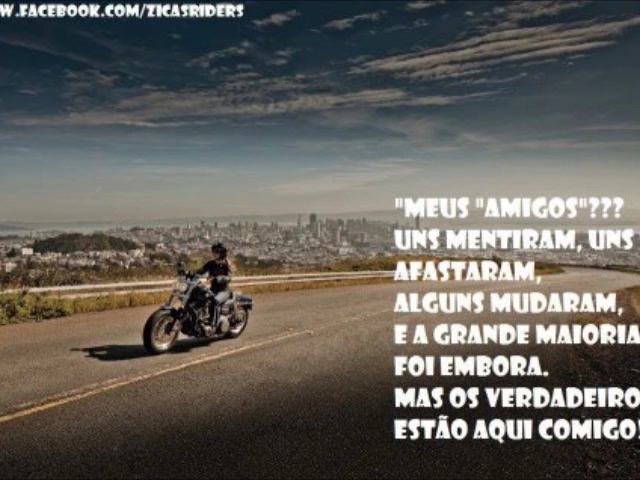 W.FACEBOOK.COM/ZICASRIDERS
"MEUS "AMIGOS"???
UNS MENTIRAM, UNS
AFASTARAM,
ALGUNS MUDARAM,
E A GRANDE MAIORIA
FOI EMBORA.
MAS OS VERDADEIRO
ESTÃO AQUI COMIGO!